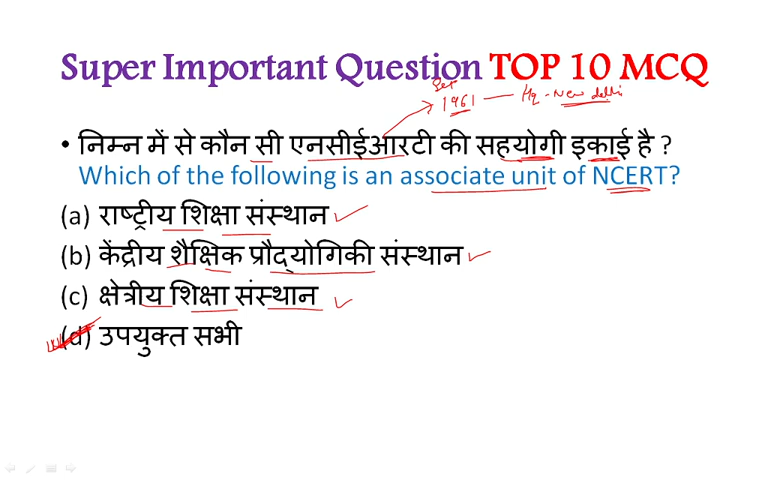 Super Important Question TOP 10 MCQ
Sep
1961 — Hq - New delhi
• निम्न में से कौन सी एनसीईआरटी की सहयोगी इकाई है ?
Which of the following is an associate unit of NCERT?
(a) राष्ट्रीय शिक्षा संस्थान
(b) केंद्रीय शैक्षिक प्रौद्योगिकी संस्थान
(c) क्षेत्रीय शिक्षा संस्थान
(d) उपयुक्त सभी